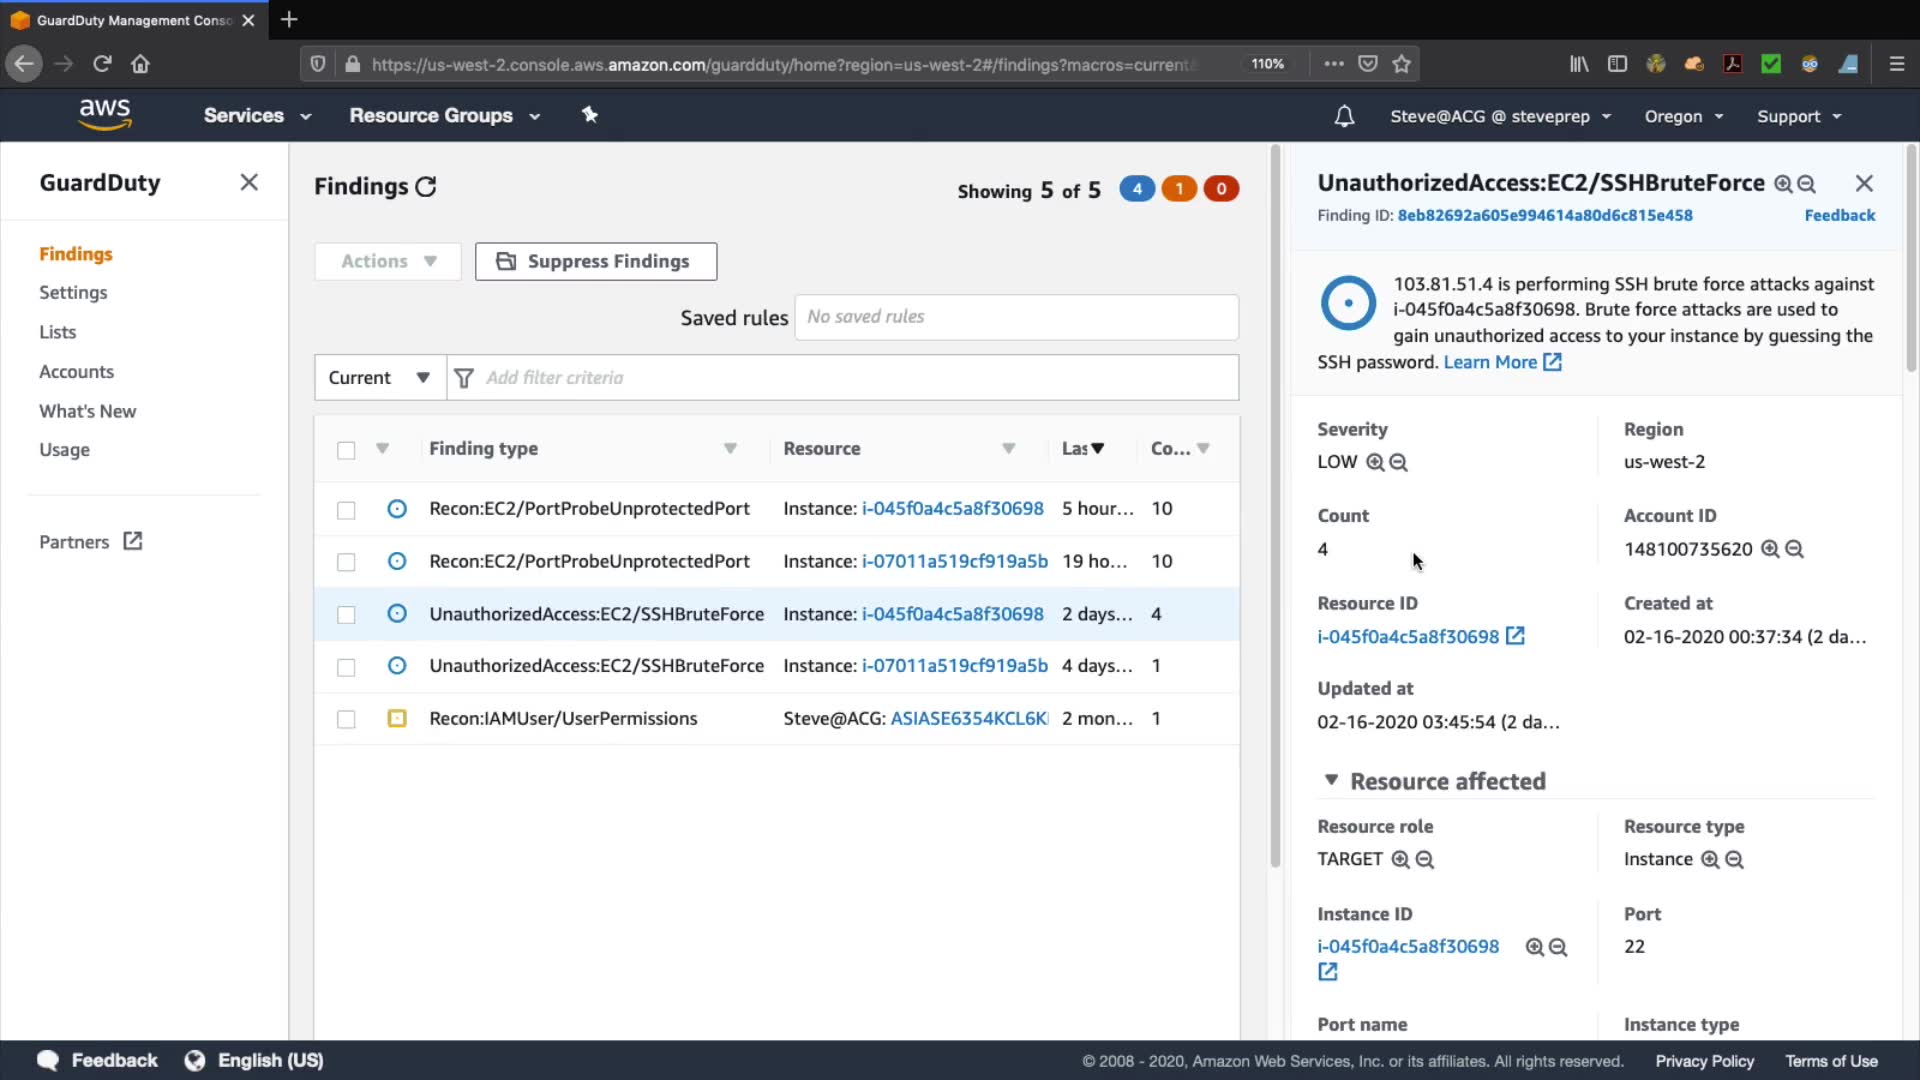 GuardDuty Management Conso
https://us-west-2.console.aws.amazon.com/guardduty/home?region=us-west-2#/findings?macros=current
110%
aws
Services
Resource Groups
Steve@ACG @ steveprep
Oregon
Support
GuardDuty
Findings
Settings
Lists
Accounts
What's New
Usage
Partners
Findings
Showing 5 of 5
4
1
0
Actions
Suppress Findings
Saved rules
No saved rules
Current
Add filter criteria
Finding type Resource Las Co...
Recon:EC2/PortProbeUnprotectedPort Instance: i-045f0a4c5a8f30698 5 hour... 10
Recon:EC2/PortProbeUnprotectedPort Instance: i-07011a519cf919a5b 19 ho... 10
UnauthorizedAccess:EC2/SSHBruteForce Instance: i-045f0a4c5a8f30698 2 days... 4
UnauthorizedAccess:EC2/SSHBruteForce Instance: i-07011a519cf919a5b 4 days... 1
Recon:IAMUser/UserPermissions Steve@ACG: ASIASE6354KCL6K 2 mon... 1
UnauthorizedAccess:EC2/SSHBruteForce
Finding ID: 8eb82692a605e994614a80d6c815e458
Feedback
103.81.51.4 is performing SSH brute force attacks against
i-045f0a4c5a8f30698. Brute force attacks are used to
gain unauthorized access to your instance by guessing the
SSH password. Learn More
Severity
LOW
Region
us-west-2
Count
4
Account ID
148100735620
Resource ID
i-045f0a4c5a8f30698
Created at
02-16-2020 00:37:34 (2 da...
Updated at
02-16-2020 03:45:54 (2 da...
Resource affected
Resource role
TARGET
Resource type
Instance
Instance ID
i-045f0a4c5a8f30698
Port
22
Port name
Instance type
Feedback
English (US)
© 2008 - 2020, Amazon Web Services, Inc. or its affiliates. All rights reserved.
Privacy Policy
Terms of Use